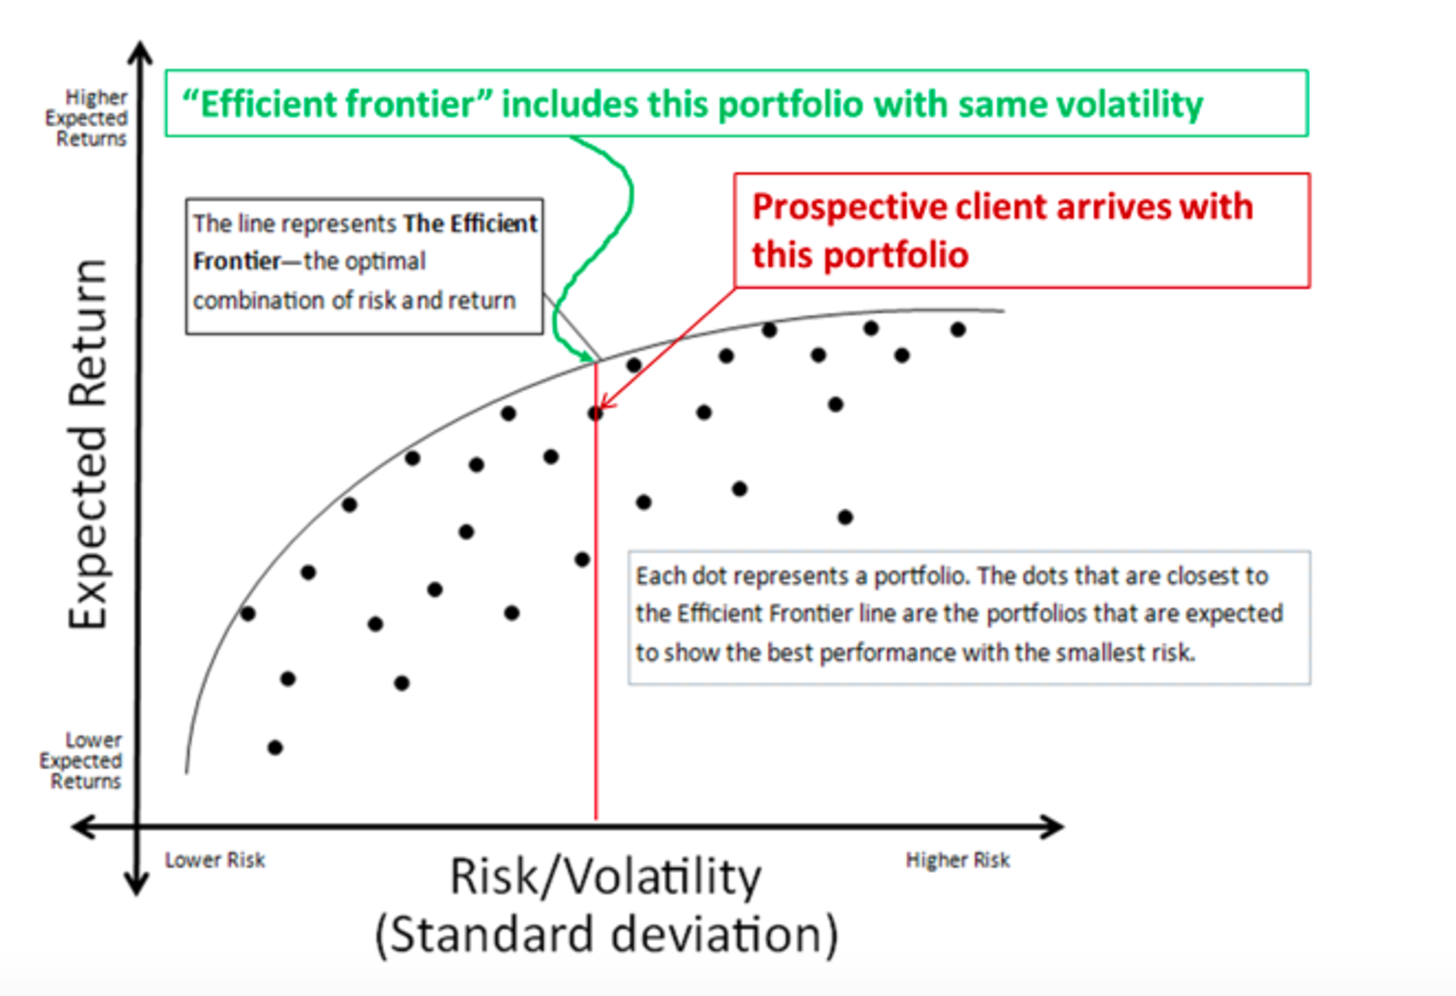 Higher
Expected
Returns
“Efficient frontier” includes this portfolio with same volatility
Prospective client arrives with
this portfolio
The line represents The Efficient
Frontier—the optimal
combination of risk and return
Expected Return
Each dot represents a portfolio. The dots that are closest to
the Efficient Frontier line are the portfolios that are expected
to show the best performance with the smallest risk.
Lower
Expected
Returns
Lower Risk
Higher Risk
Risk/Volatility
(Standard deviation)